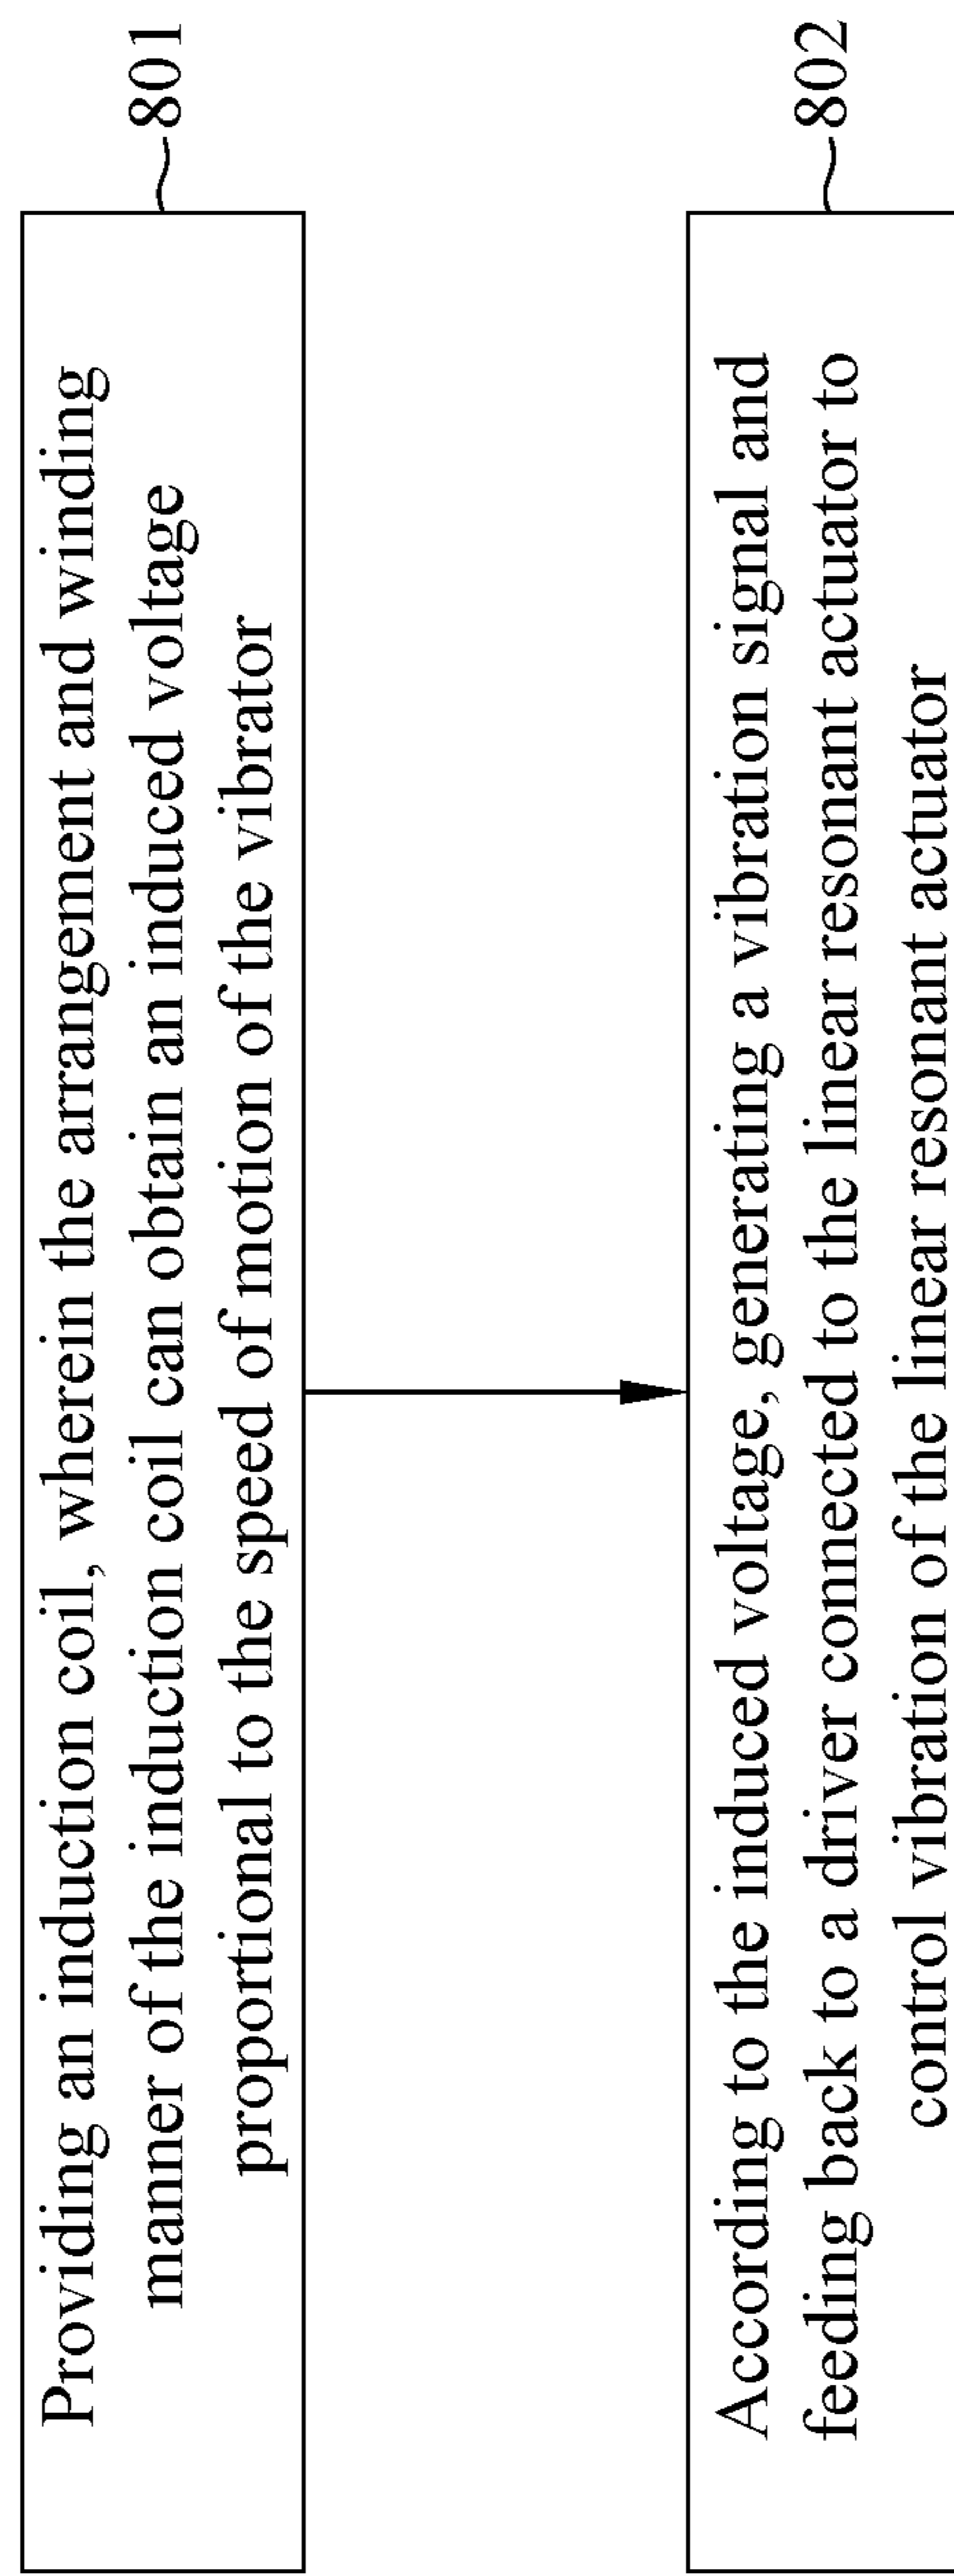 Providing an induction coil, wherein the arrangement and winding
manner of the induction coil can obtain an induced voltage
proportional to the speed of motion of the vibrator
801
According to the induced voltage, generating a vibration signal and
feeding back to a driver connected to the linear resonant actuator to
control vibration of the linear resonant actuator
802